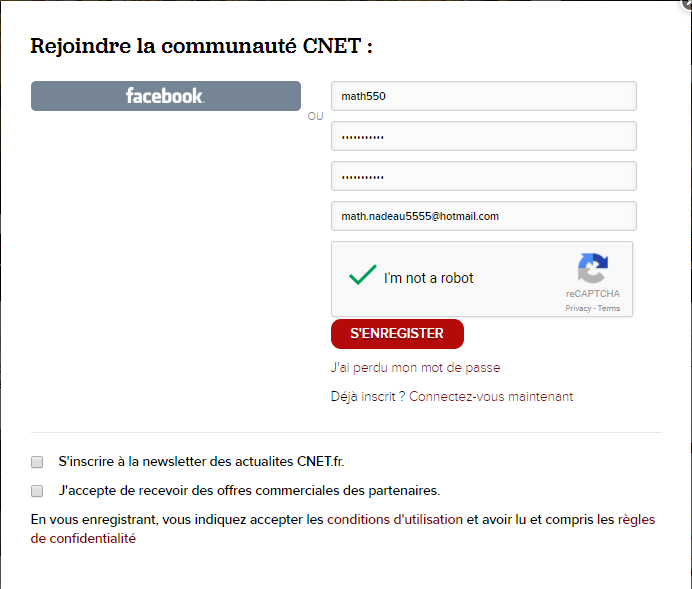 Rejoindre la communauté CNET :
facebook.
OU
math550
•••••••••••
•••••••••••
math.nadeau5555@hotmail.com
I'm not a robot
reCAPTCHA
Privacy - Terms
S'ENREGISTER
J'ai perdu mon mot de passe
Déjà inscrit ? Connectez-vous maintenant
S'inscrire à la newsletter des actualites CNET.fr.
J'accepte de recevoir des offres commerciales des partenaires.
En vous enregistrant, vous indiquez accepter les conditions d'utilisation et avoir lu et compris les règles
de confidentialité